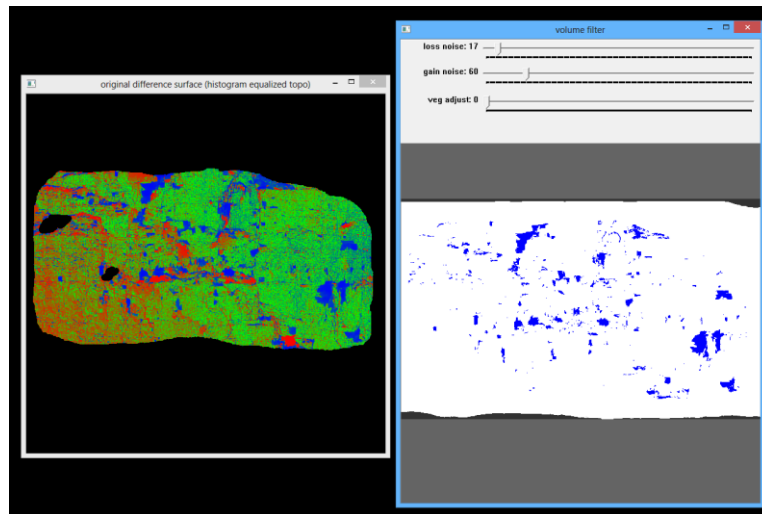 original difference surface (histogram equalized topo)
volume filter
loss noise: 17
gain noise: 60
veg adjust: 0